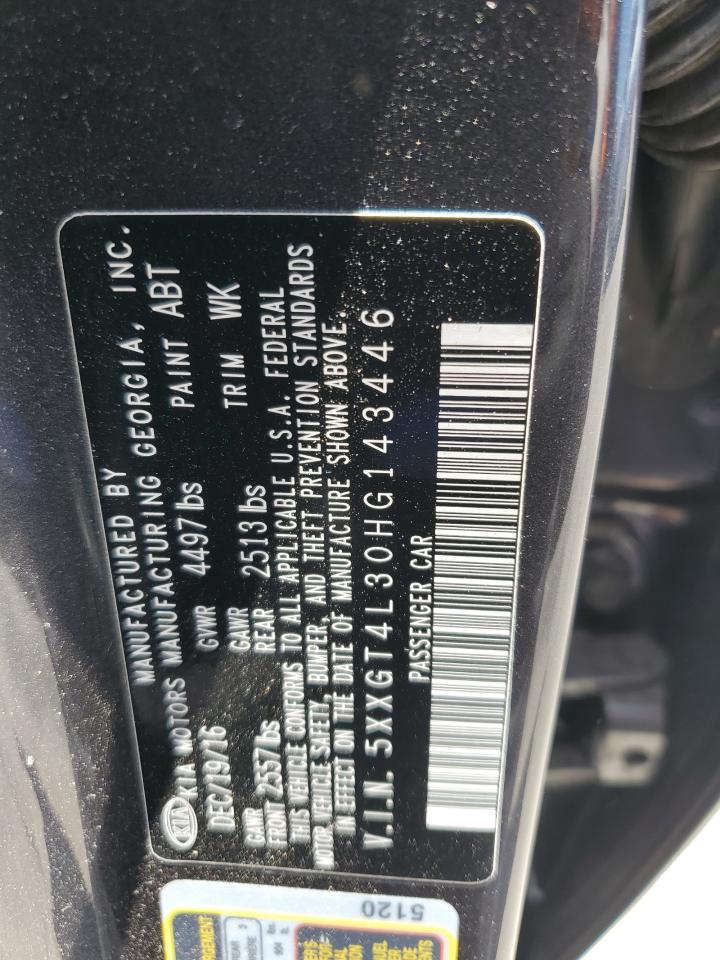 MANUFACTURED BY
KIA KIA MOTORS MANUFACTURING GEORGIA, INC.
DEC/19/16 GVWR 4497 lbs PAINT ABT
GAWR FRONT 2557 lbs GAWR REAR 2513 lbs TRIM WK
THIS VEHICLE CONFORMS TO ALL APPLICABLE U.S.A. FEDERAL
MOTOR VEHICLE SAFETY, BUMPER, AND THEFT PREVENTION STANDARDS
IN EFFECT ON THE DATE OF MANUFACTURE SHOWN ABOVE.
V.I.N. 5XXGT4L30HG143446
PASSENGER CAR
5120